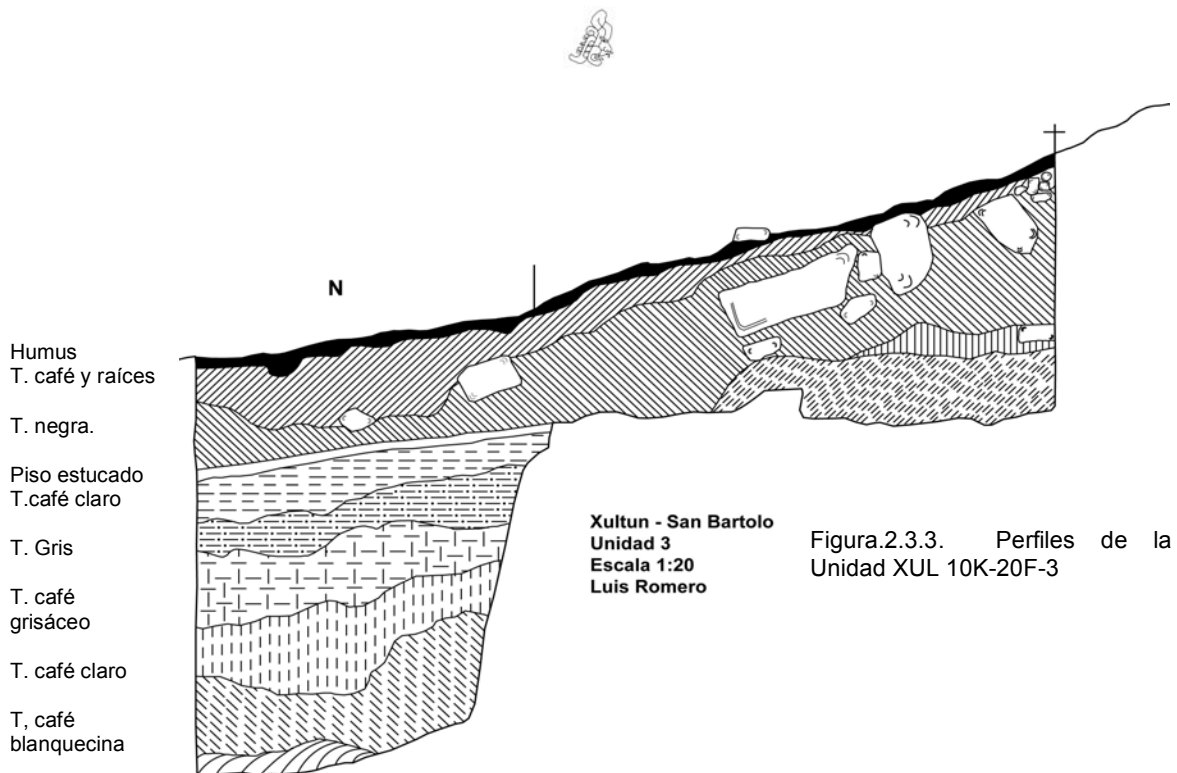 N
Humus
T. café y raíces
T. negra.
Piso estucado
T.café claro
T. Gris
T. café
grisáceo
T. café claro
T, café
blanquecina
Xultun - San Bartolo
Unidad 3
Escala 1:20
Luis Romero
Figura.2.3.3. Perfiles de la
Unidad XUL 10K-20F-3